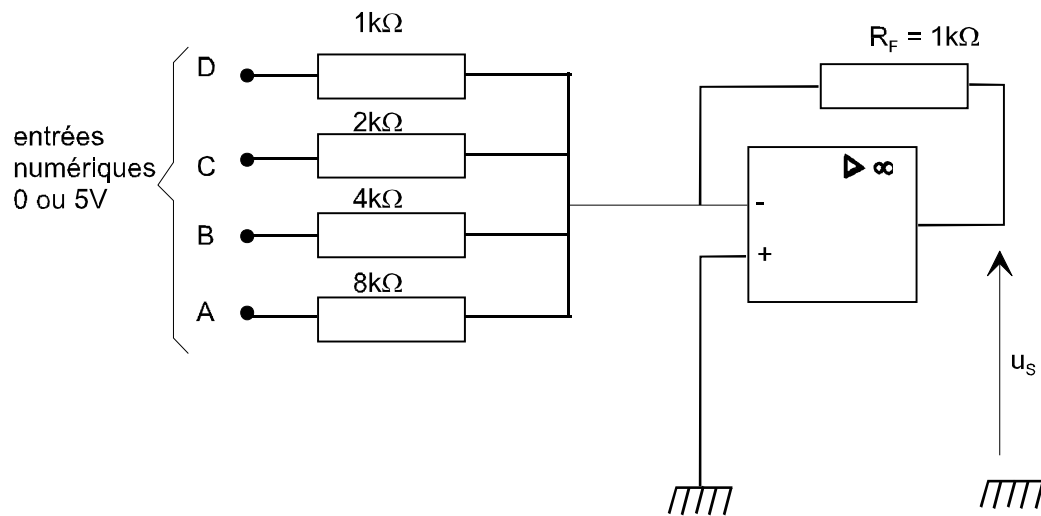 1kΩ
R_F = 1kΩ
D
2kΩ
entrées
numériques
0 ou 5V
C
4kΩ
B
8kΩ
A
▷ ∞
-
+
u_S